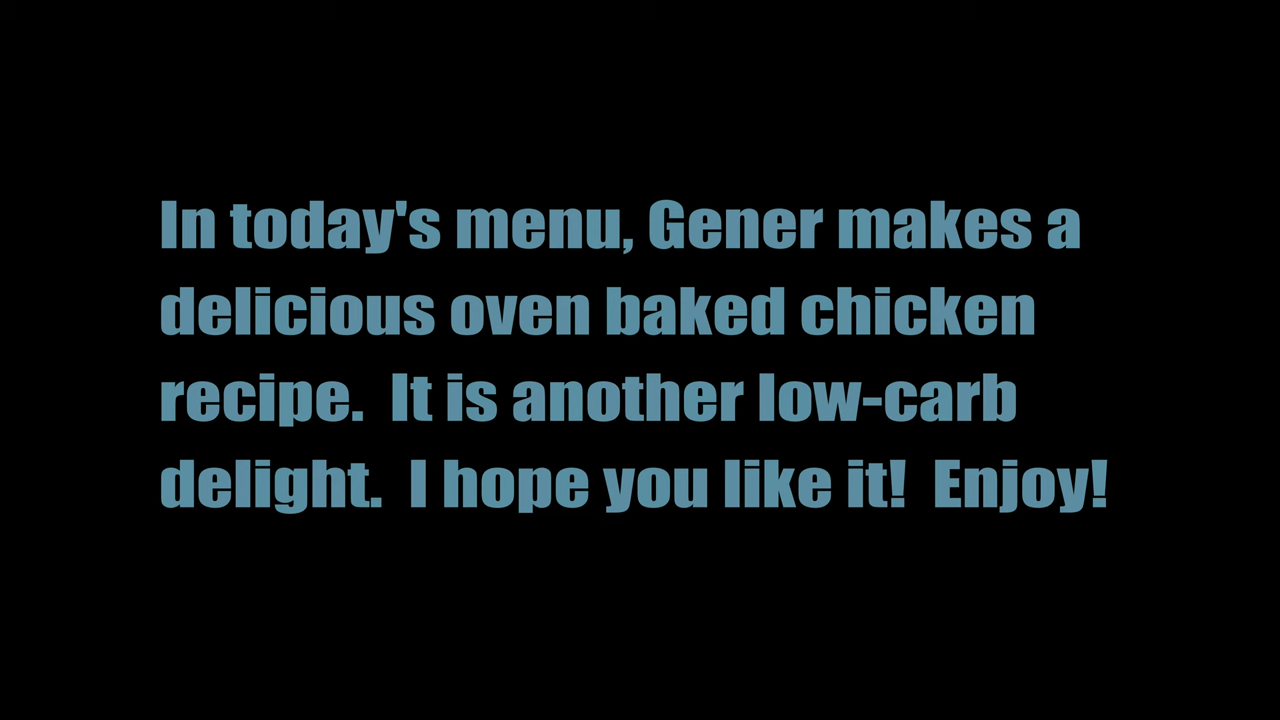 In today's menu, Gener makes a
delicious oven baked chicken
recipe.  It is another low-carb
delight.  I hope you like it!  Enjoy!